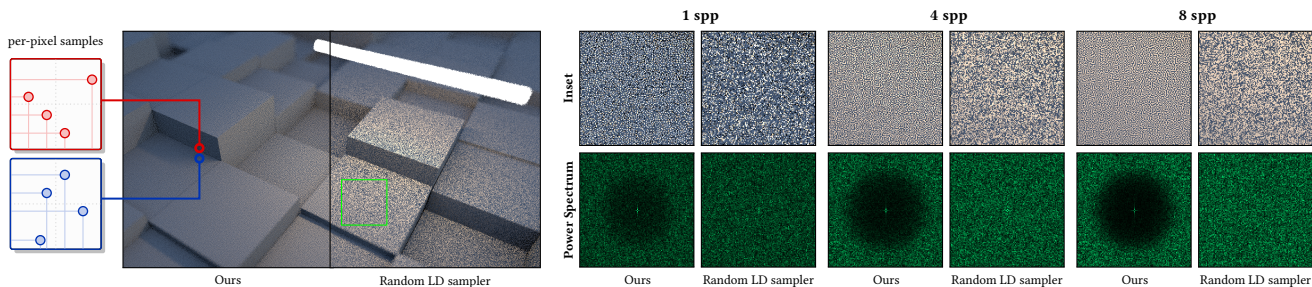 1 spp
4 spp
8 spp
per-pixel samples
Inset
Power Spectrum
Ours
Random LD sampler
Ours
Random LD sampler
Ours
Random LD sampler
Ours
Random LD sampler